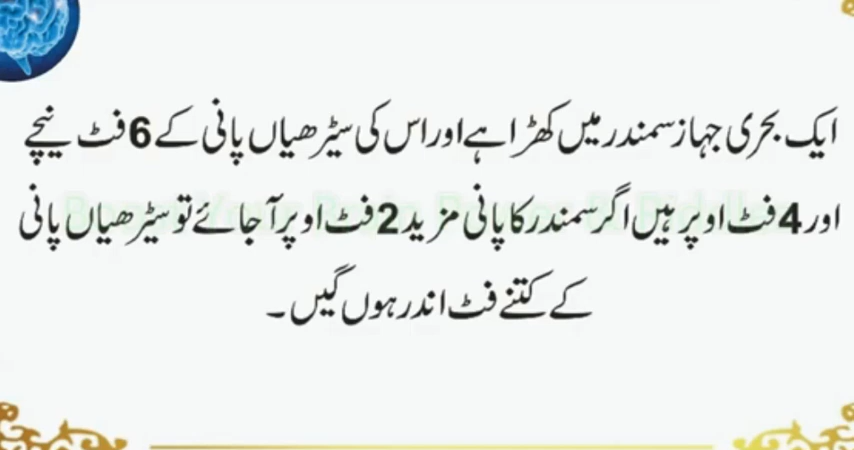 ایک بحری جہاز سمندر میں کھڑا ہے اور اس کی سیڑھیاں پانی کے 6 فٹ نیچے
اور 4 فٹ اوپر ہیں اگر سمندر کا پانی مزید 2 فٹ اوپر آ جائے تو سیڑھیاں پانی
کے کتنے فٹ اندر ہوں گیں ۔